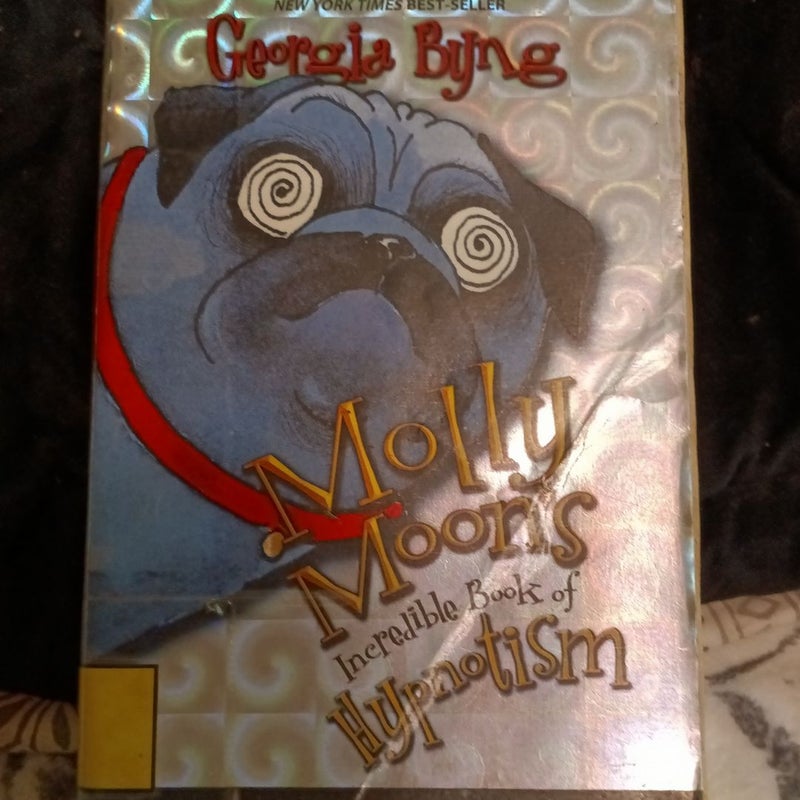 NEW YORK TIMES BEST-SELLER
Georgia Byng
Molly
Moon's
Incredible Book of
Hypnotism